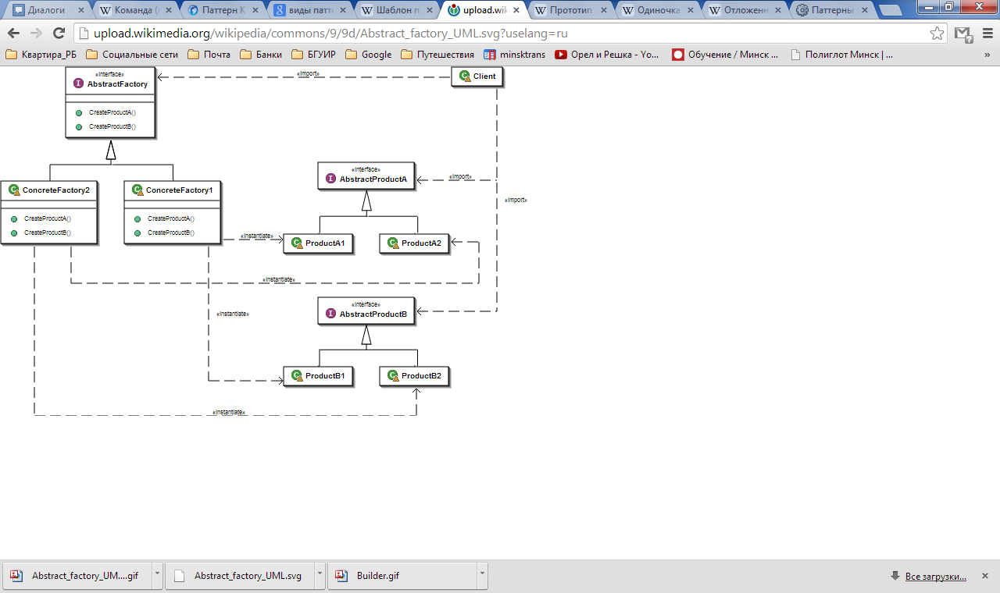 Диалоги
Команда (
Паттерн К
виды патте
Шаблон п
upload.wik
Прототип
Одиночка
Отложенн
Паттерны
upload.wikimedia.org/wikipedia/commons/9/9d/Abstract_factory_UML.svg?uselang=ru
Квартира_РБ
Социальные сети
Почта
Банки
БГУИР
Google
Путешествия
minsktrans
Орел и Решка - Yo...
Обучение / Минск ...
Полиглот Минск | ...
»
«Interface»
AbstractFactory
CreateProductA()
CreateProductB()
«Import»
Client
ConcreteFactory2
CreateProductA()
CreateProductB()
ConcreteFactory1
CreateProductA()
CreateProductB()
«Interface»
AbstractProductA
«Import»
«Import»
«Instantiate»
ProductA1
ProductA2
«Instantiate»
«Interface»
AbstractProductB
«Instantiate»
ProductB1
ProductB2
«Instantiate»
Abstract_factory_UM....gif
Abstract_factory_UML.svg
Builder.gif
Все загрузки...